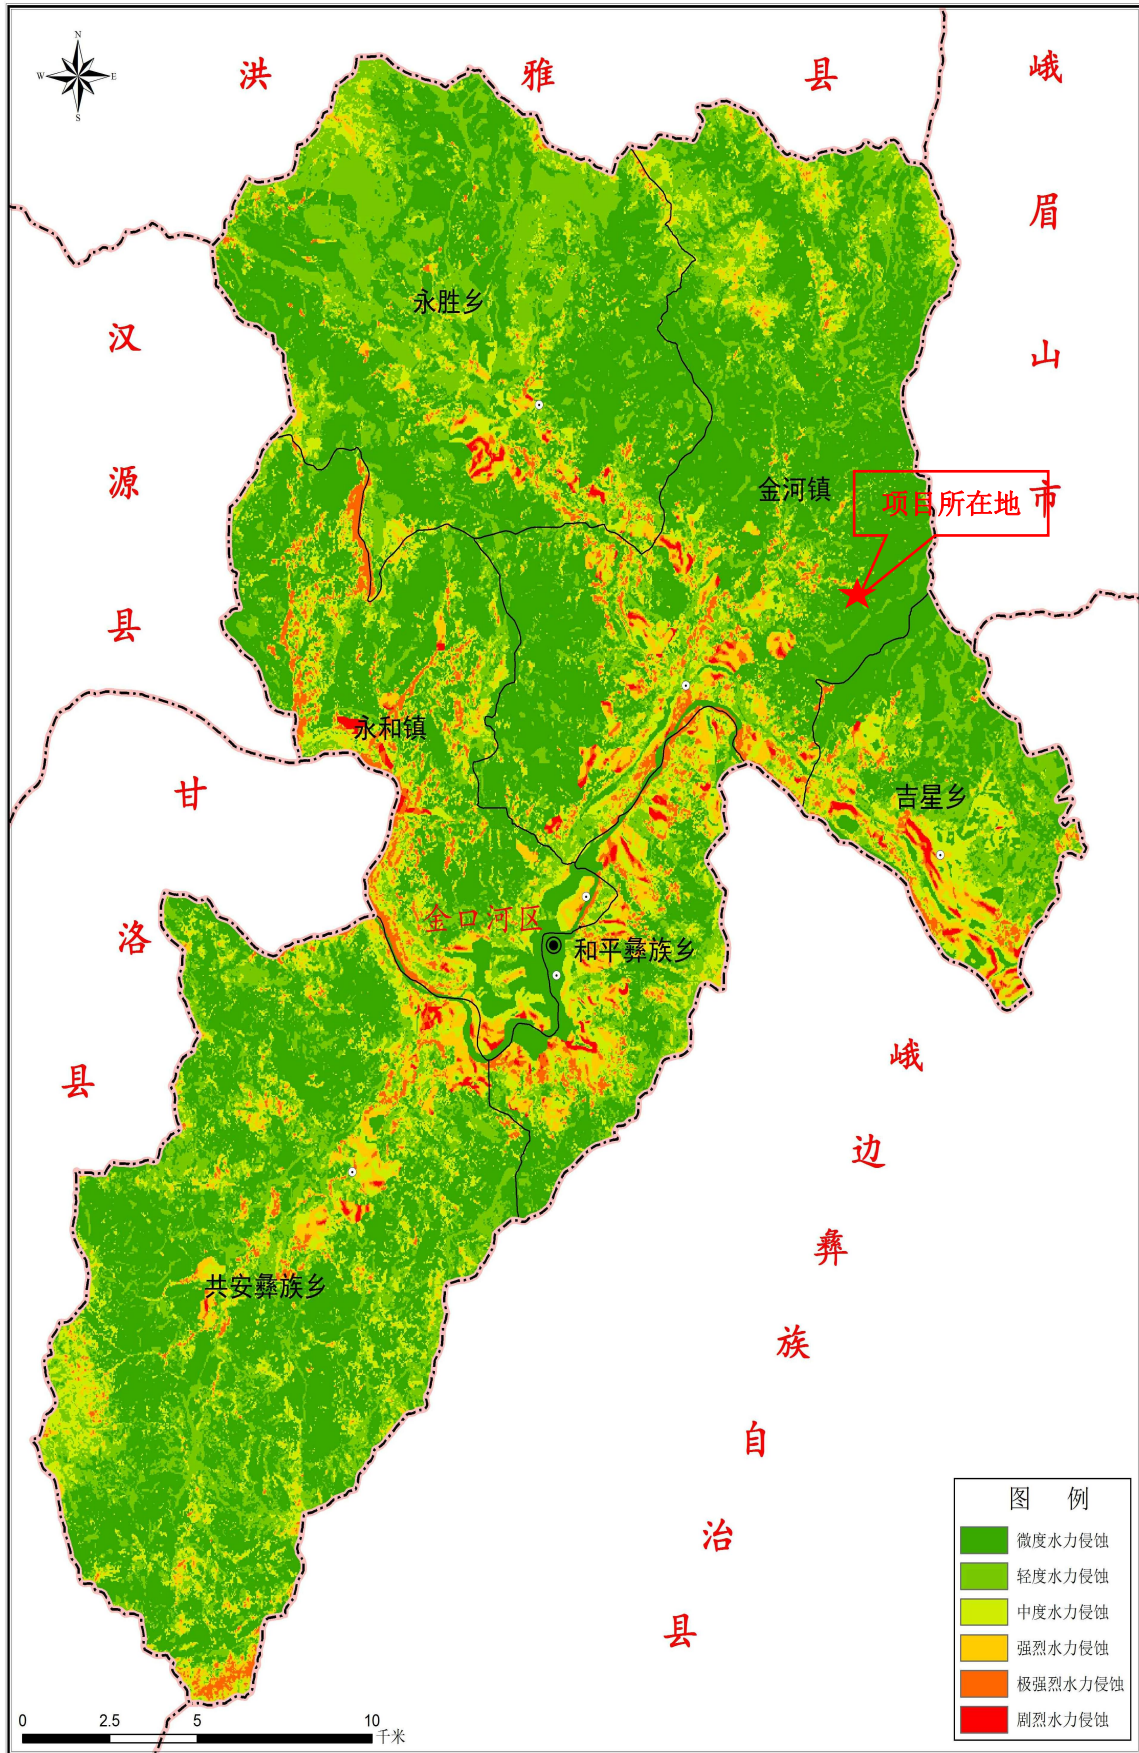 N
W
E
S
洪雅县
峨眉山市
汉源县
甘洛县
峨边彝族自治县
永胜乡
金河镇
项目所在地
永和镇
吉星乡
金口河区
和平彝族乡
共安彝族乡
图 例
微度水力侵蚀
轻度水力侵蚀
中度水力侵蚀
强烈水力侵蚀
极强烈水力侵蚀
剧烈水力侵蚀
0 2.5 5 10
千米